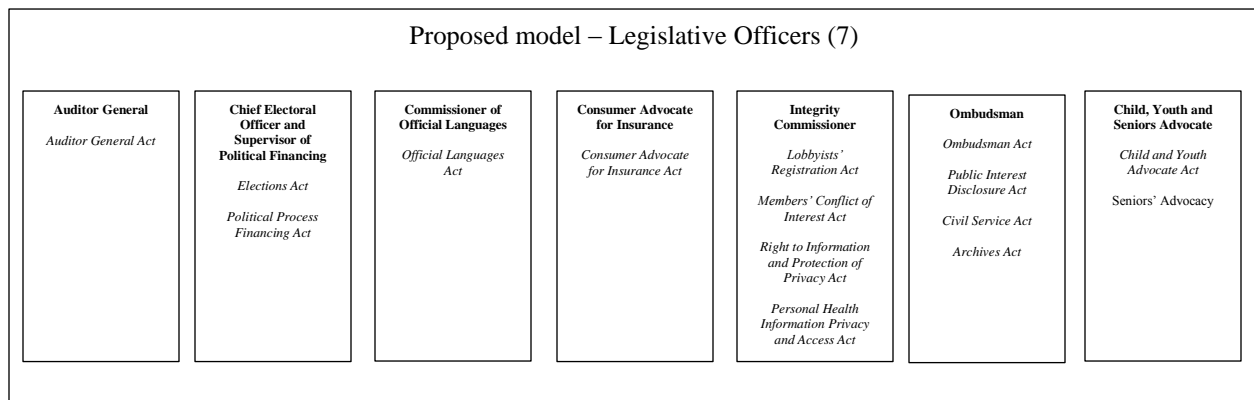 Proposed model – Legislative Officers (7)
Auditor General
Auditor General Act
Chief Electoral
Officer and
Supervisor of
Political Financing
Elections Act
Political Process
Financing Act
Commissioner of
Official Languages
Official Languages
Act
Consumer Advocate
for Insurance
Consumer Advocate
for Insurance Act
Integrity
Commissioner
Lobbyists’
Registration Act
Members’ Conflict of
Interest Act
Right to Information
and Protection of
Privacy Act
Personal Health
Information Privacy
and Access Act
Ombudsman
Ombudsman Act
Public Interest
Disclosure Act
Civil Service Act
Archives Act
Child, Youth and
Seniors Advocate
Child and Youth
Advocate Act
Seniors’ Advocacy